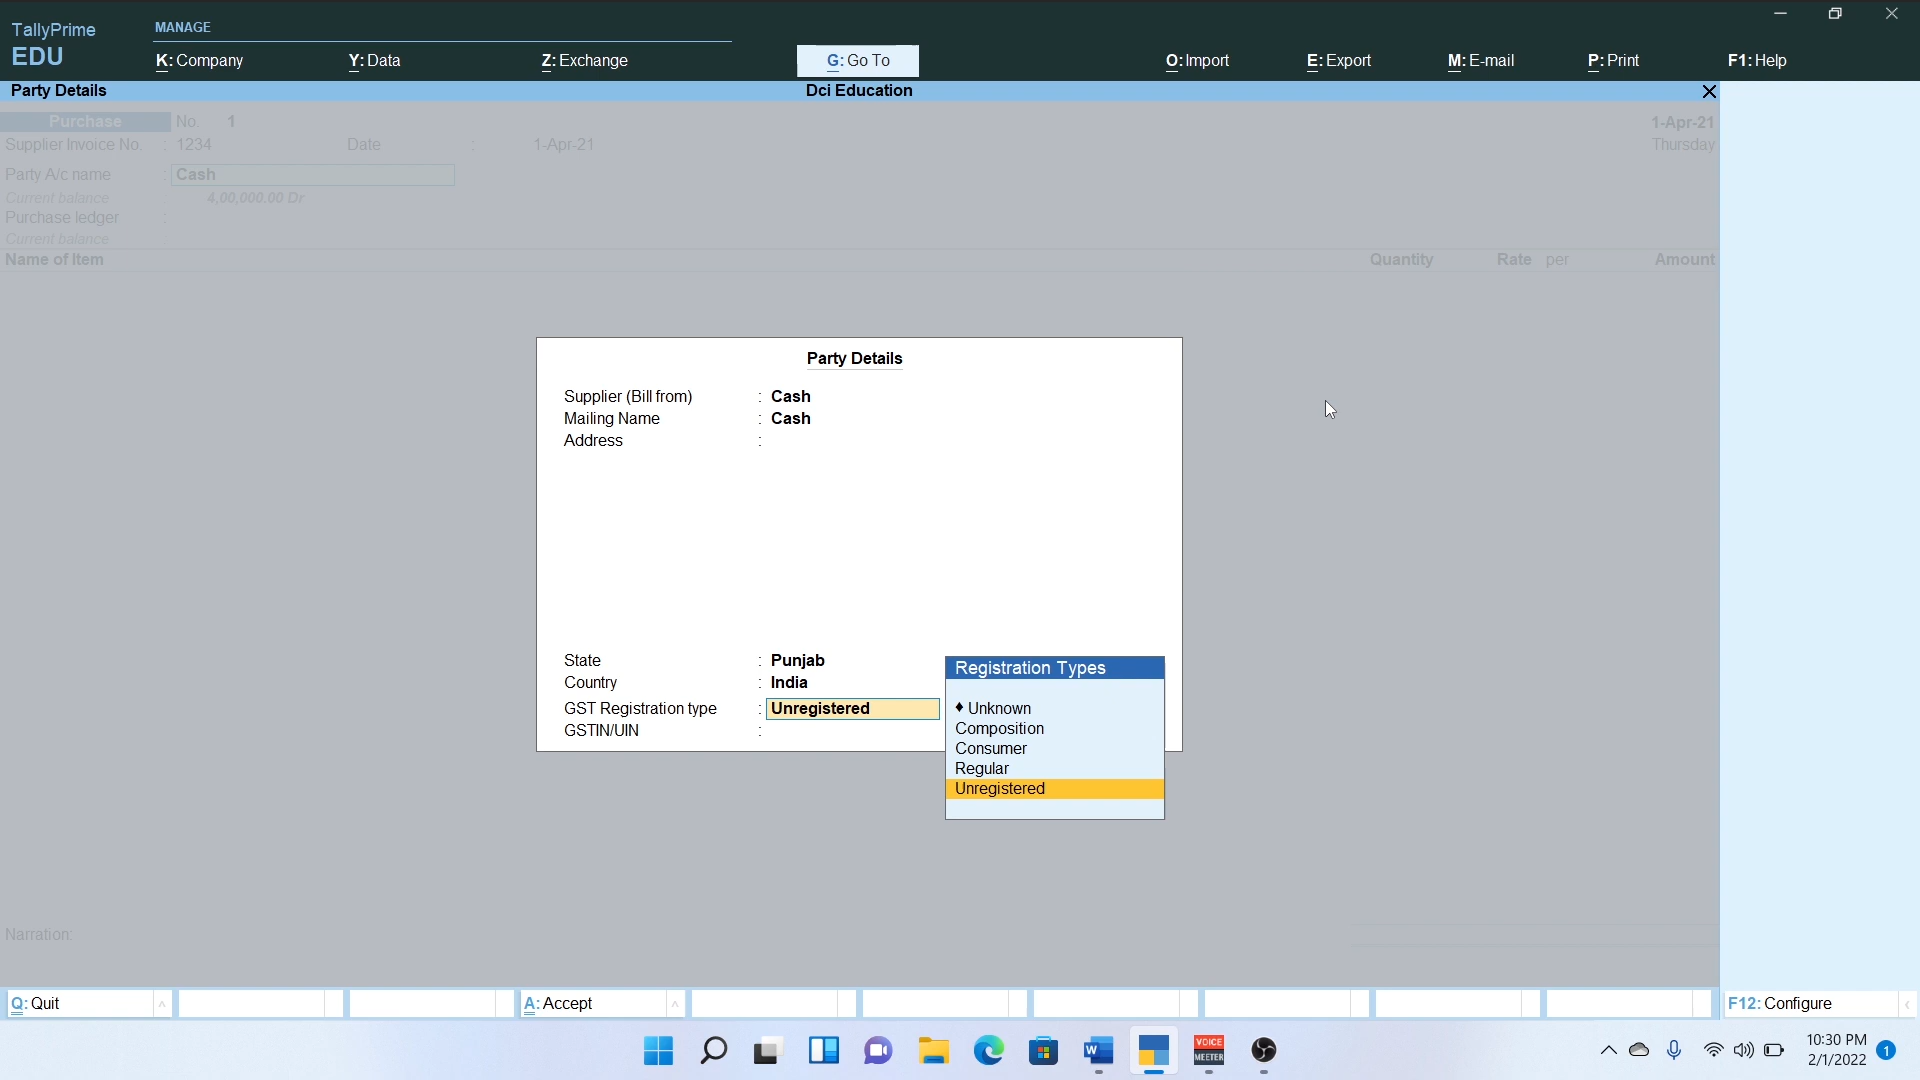 TallyPrime
EDU
MANAGE
K: Company
Y: Data
Z: Exchange
G: Go To
O: Import
E: Export
M: E-mail
P: Print
F1: Help
Party Details
Dci Education
Purchase No. 1
1-Apr-21
Supplier Invoice No. : 1234 Date : 1-Apr-21
Thursday
Party A/c name : Cash
Current balance 4,00,000.00 Dr
Purchase ledger :
Current balance
Name of Item Quantity Rate per Amount
Party Details
Supplier (Bill from) : Cash
Mailing Name : Cash
Address :
State : Punjab
Country : India
GST Registration type : Unregistered
GSTIN/UIN :
Registration Types
♦ Unknown
Composition
Consumer
Regular
Unregistered
Narration:
Q: Quit
A: Accept
F12: Configure
VOICE
MEETER
10:30 PM
2/1/2022
1